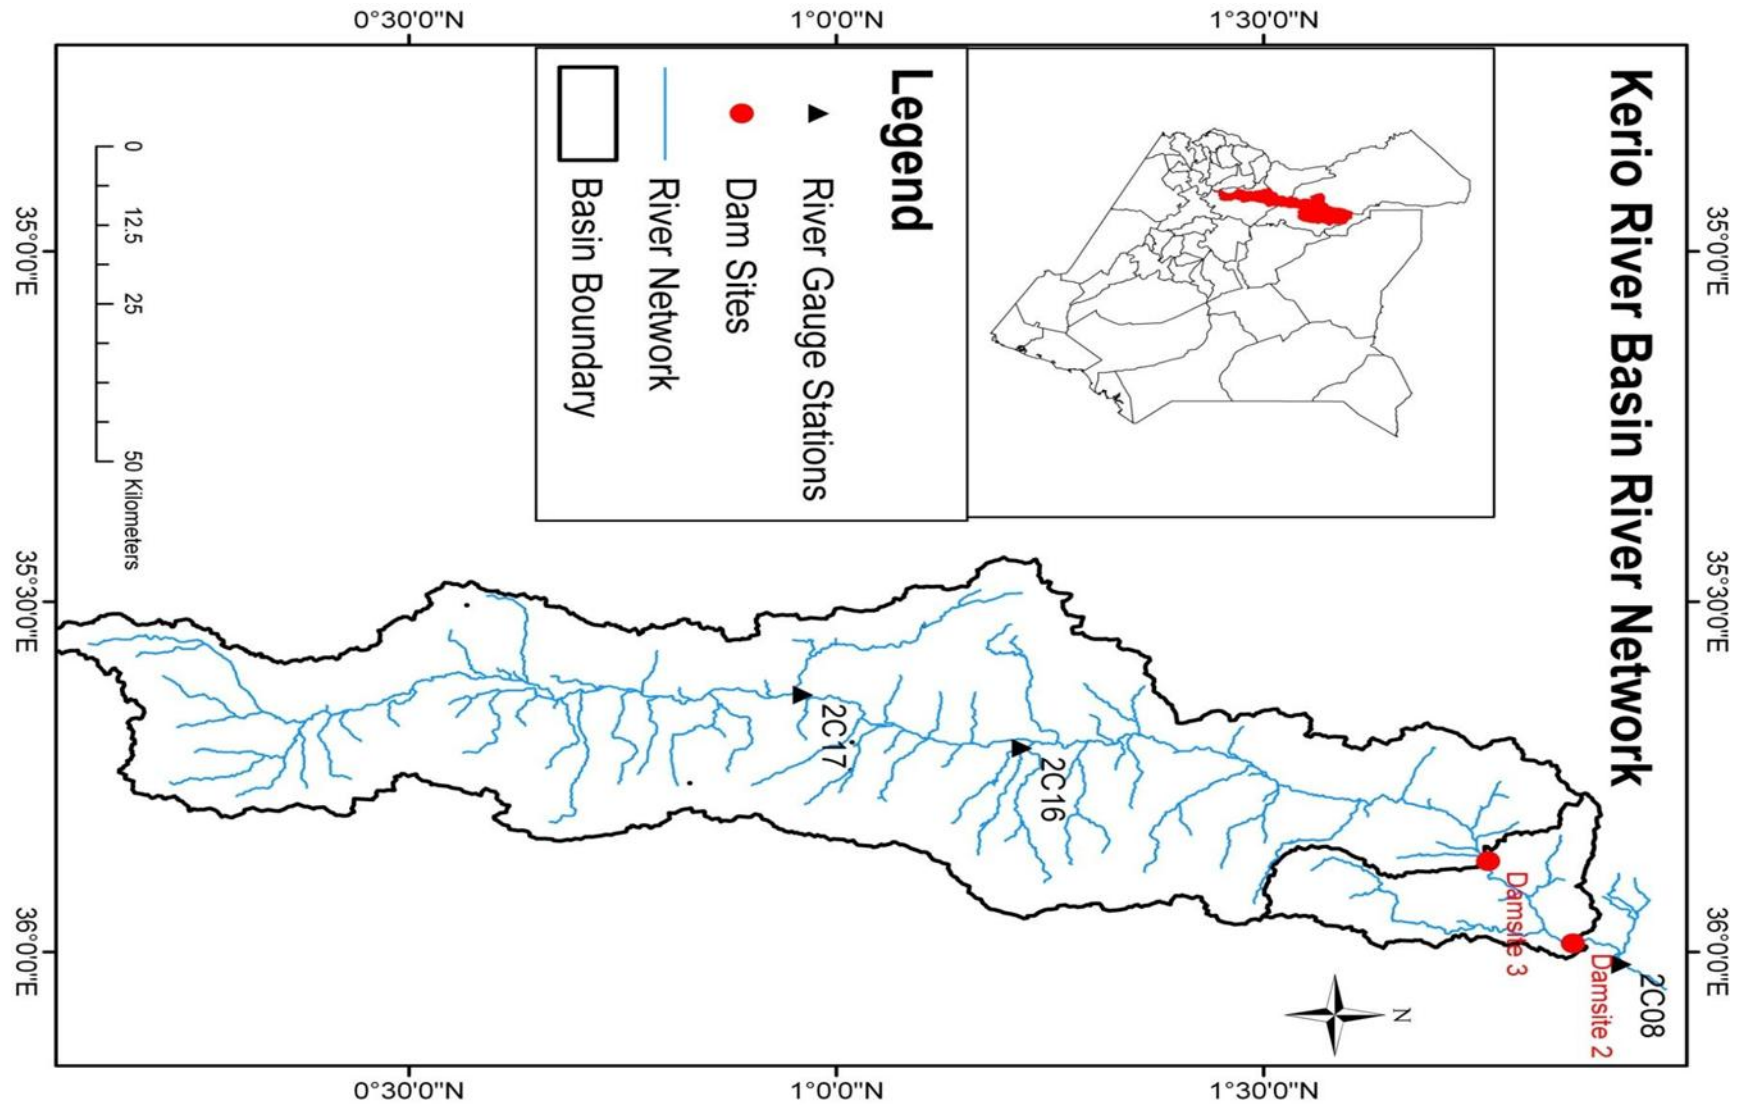 Kerio River Basin River Network
0°30'0"N
1°0'0"N
1°30'0"N
35°0'0"E
35°30'0"E
36°0'0"E
Legend
River Gauge Stations
Dam Sites
River Network
Basin Boundary
0 12.5 25 50 Kilometers
2C17
2C16
2C08
Damsite 3
Damsite 2
N
35°0'0"E
35°30'0"E
36°0'0"E
0°30'0"N
1°0'0"N
1°30'0"N